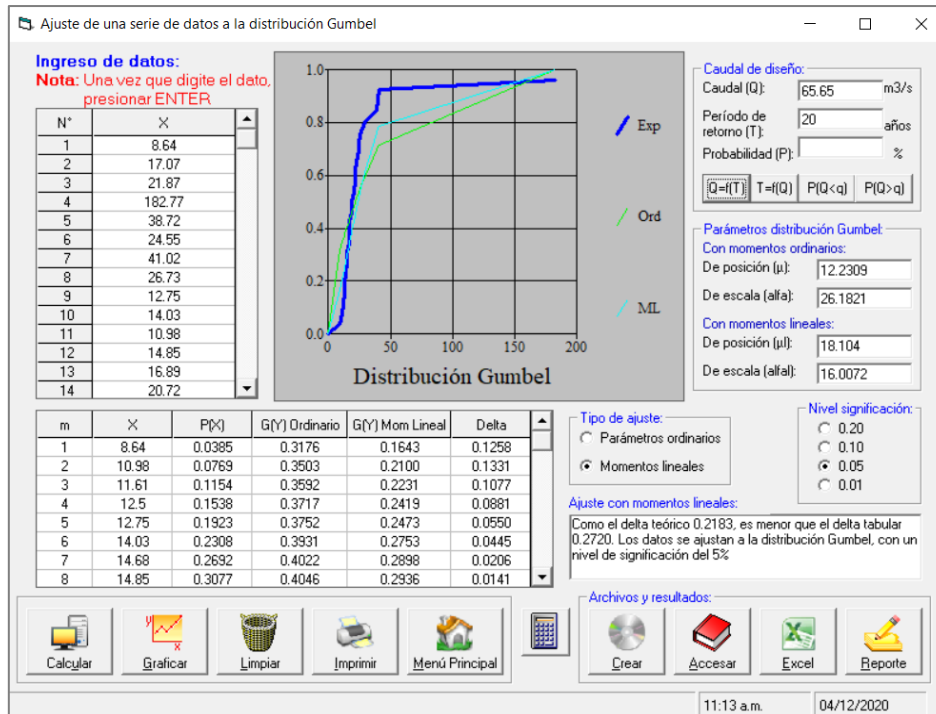 Ajuste de una serie de datos a la distribución Gumbel
Ingreso de datos:
Nota: Una vez que digite el dato,
presionar ENTER
N° X
1 8.64
2 17.07
3 21.87
4 182.77
5 38.72
6 24.55
7 41.02
8 26.73
9 12.75
10 14.03
11 10.98
12 14.85
13 16.89
14 20.72
1.0
0.8
0.6
0.4
0.2
0.0
0 50 100 150 200
Exp
Ord
ML
Distribución Gumbel
Caudal de diseño:
Caudal (Q): 65.65 m3/s
Período de
retorno (T): 20 años
Probabilidad (P): %
Q=f(T) T=f(Q) P(Q<q) P(Q>q)
Parámetros distribución Gumbel:
Con momentos ordinarios:
De posición (µ): 12.2309
De escala (alfa): 26.1821
Con momentos lineales:
De posición (µl): 18.104
De escala (alfal): 16.0072
m X P(X) G(Y) Ordinario G(Y) Mom Lineal Delta
1 8.64 0.0385 0.3176 0.1643 0.1258
2 10.98 0.0769 0.3503 0.2100 0.1331
3 11.61 0.1154 0.3592 0.2231 0.1077
4 12.5 0.1538 0.3717 0.2419 0.0881
5 12.75 0.1923 0.3752 0.2473 0.0550
6 14.03 0.2308 0.3931 0.2753 0.0445
7 14.68 0.2692 0.4022 0.2898 0.0206
8 14.85 0.3077 0.4046 0.2936 0.0141
Tipo de ajuste:
Parámetros ordinarios
Momentos lineales
Nivel significación:
0.20
0.10
0.05
0.01
Ajuste con momentos lineales:
Como el delta teórico 0.2183, es menor que el delta tabular
0.2720. Los datos se ajustan a la distribución Gumbel, con un
nivel de significación del 5%
Archivos y resultados:
Calcular Graficar Limpiar Imprimir Menú Principal Crear Accesar Excel Reporte
11:13 a.m. 04/12/2020